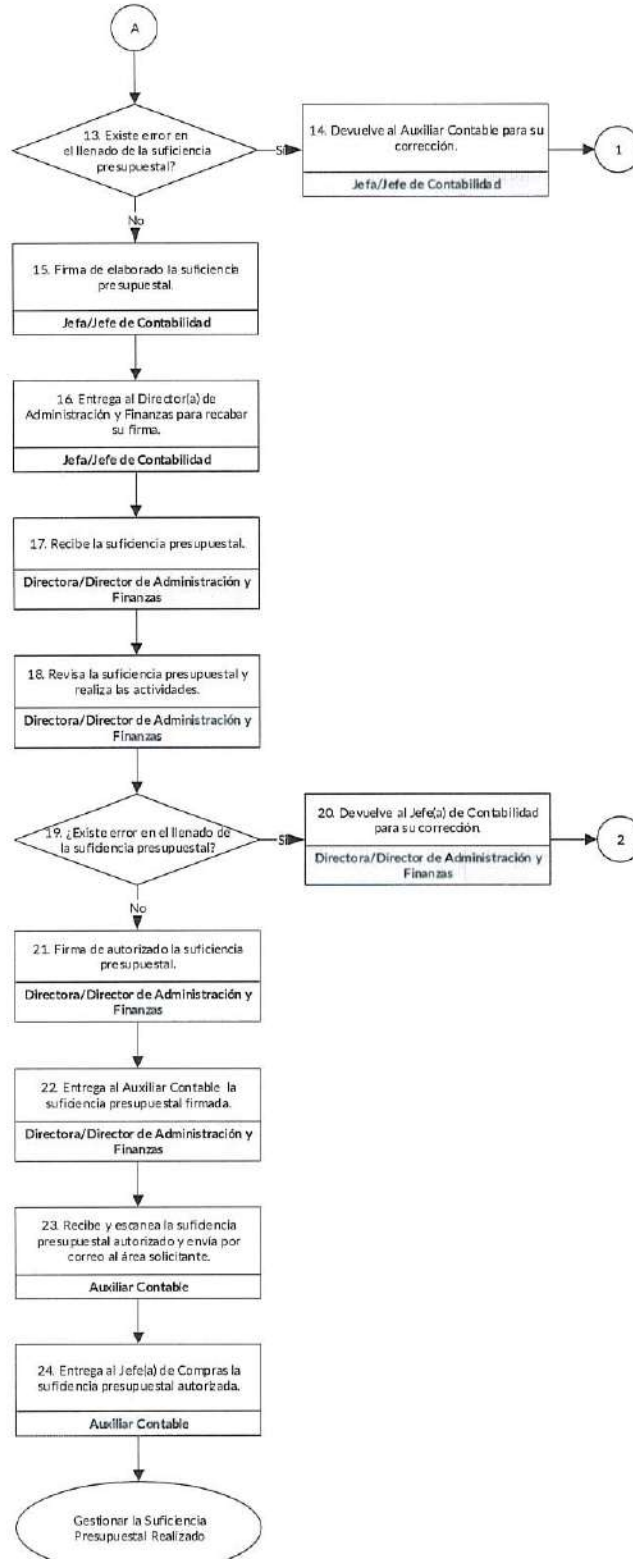 A
13. Existe error en
el llenado de la suficiencia
presupuestal?
Sí
14. Devuelve al Auxiliar Contable para su
corrección.
Jefa/Jefe de Contabilidad
1
No
15. Firma de elaborado la suficiencia
presupuestal.
Jefa/Jefe de Contabilidad
16. Entrega al Director(a) de
Administración y Finanzas para recabar
su firma.
Jefa/Jefe de Contabilidad
17. Recibe la suficiencia presupuestal.
Directora/Director de Administración y
Finanzas
18. Revisa la suficiencia presupuestal y
realiza las actividades.
Directora/Director de Administración y
Finanzas
19. ¿Existe error en el llenado de
la suficiencia presupuestal?
Sí
20. Devuelve al Jefe(a) de Contabilidad
para su corrección.
Directora/Director de Administración y
Finanzas
2
No
21. Firma de autorizado la suficiencia
presupuestal.
Directora/Director de Administración y
Finanzas
22. Entrega al Auxiliar Contable la
suficiencia presupuestal firmada.
Directora/Director de Administración y
Finanzas
23. Recibe y escanea la suficiencia
presupuestal autorizado y envía por
correo al área solicitante.
Auxiliar Contable
24. Entrega al Jefe(a) de Compras la
suficiencia presupuestal autorizada.
Auxiliar Contable
Gestionar la Suficiencia
Presupuestal Realizado